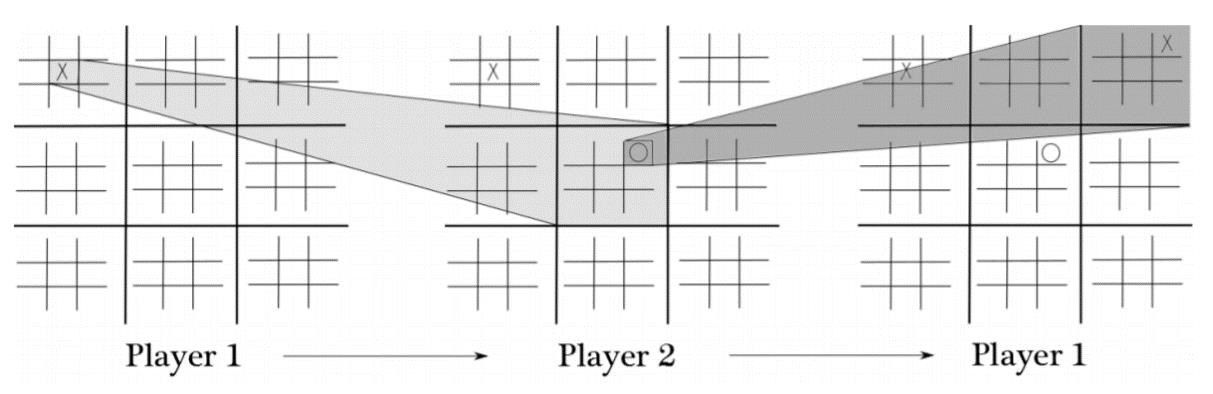 X X X X
O O
Player 1 Player 2 Player 1